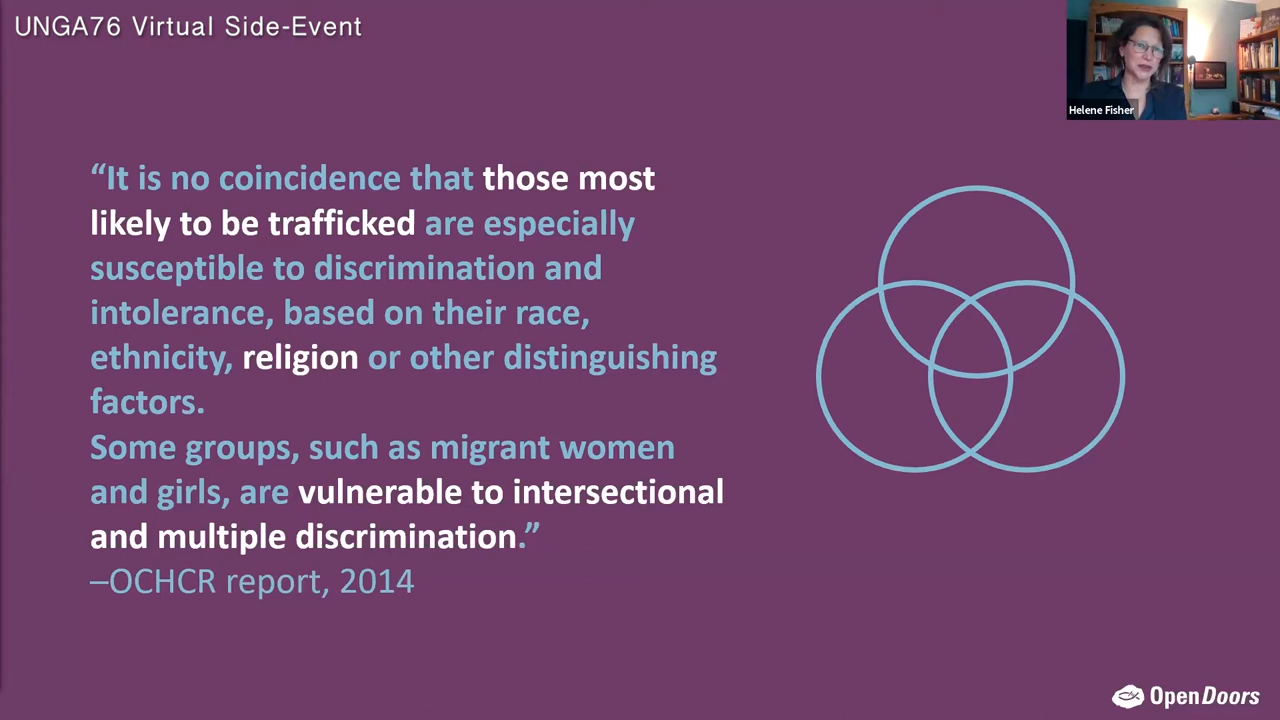 UNGA76 Virtual Side-Event
Helene Fisher
“It is no coincidence that those most
likely to be trafficked are especially
susceptible to discrimination and
intolerance, based on their race,
ethnicity, religion or other distinguishing
factors.
Some groups, such as migrant women
and girls, are vulnerable to intersectional
and multiple discrimination.”
–OCHCR report, 2014
OpenDoors